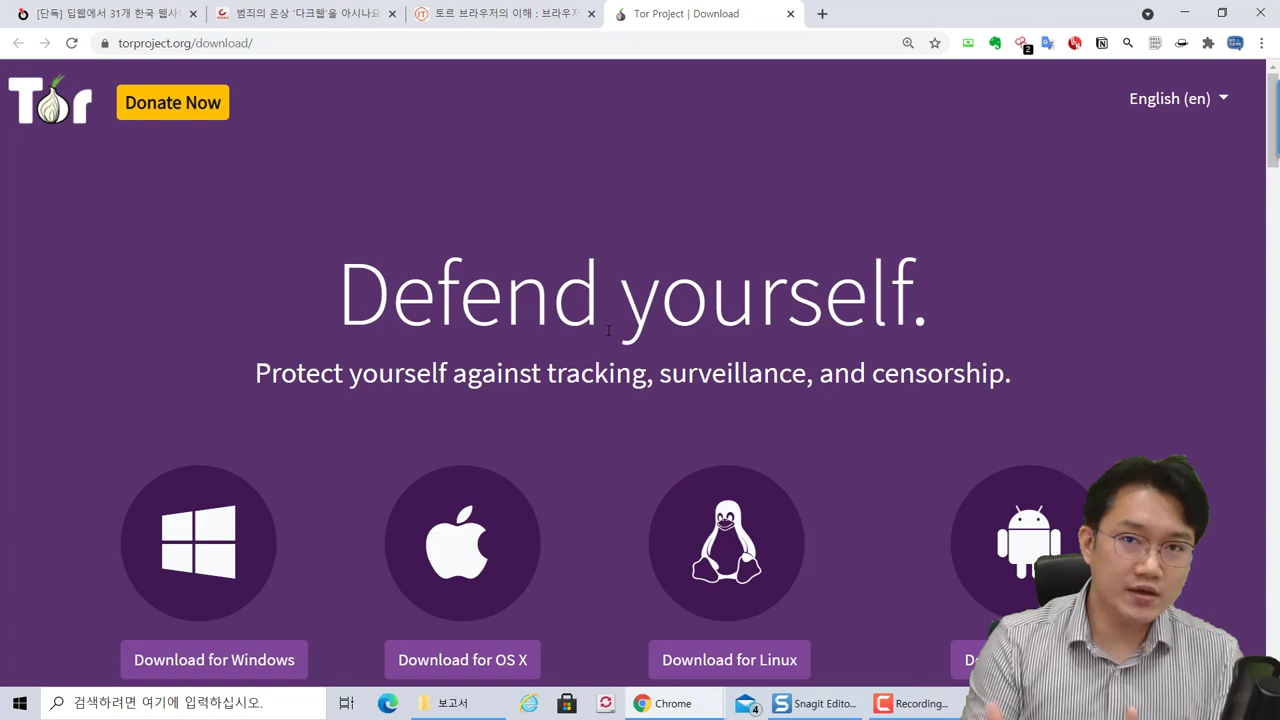 [단독] 딥웹에서 31개 한국 웹사
범죄의 온상 '다크웹'을 아시나요
토르 브라우저의 이해 : 브라우저
Tor Project | Download
torproject.org/download/
2
Tor
Donate Now
English (en)
Defend yourself.
Protect yourself against tracking, surveillance, and censorship.
Download for Windows
Download for OS X
Download for Linux
검색하려면 여기에 입력하십시오.
보고서
Chrome
4
Snagit Edito...
Recording...